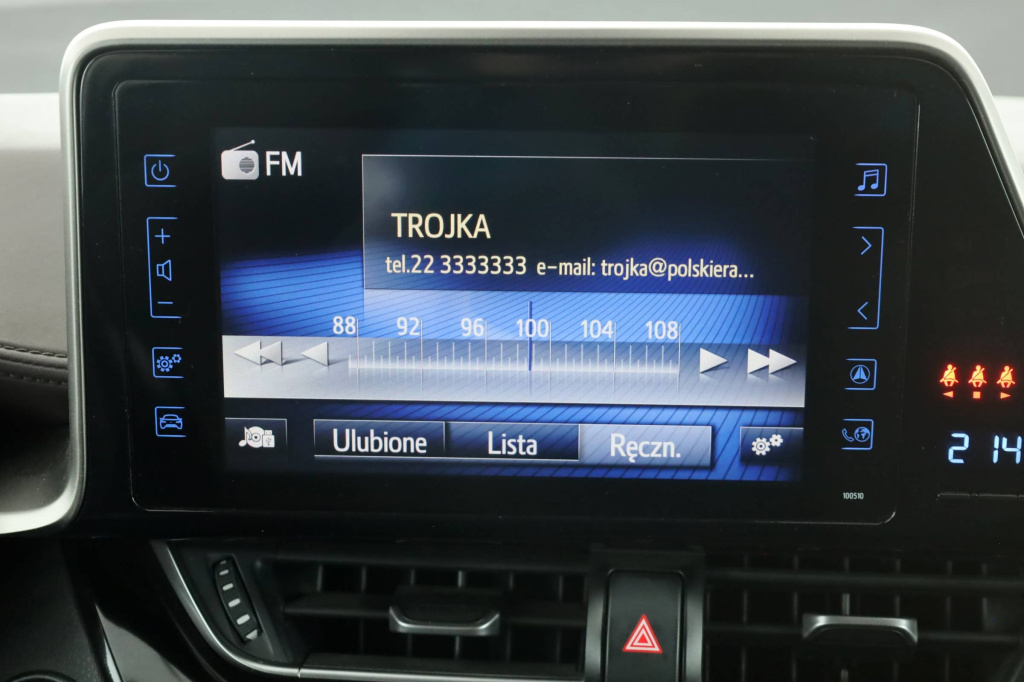 FM
TROJKA
tel.22 3333333 e-mail: trojka@polskiera...
88 92 96 100 104 108
Ulubione Lista Ręczn.
2 14
100510